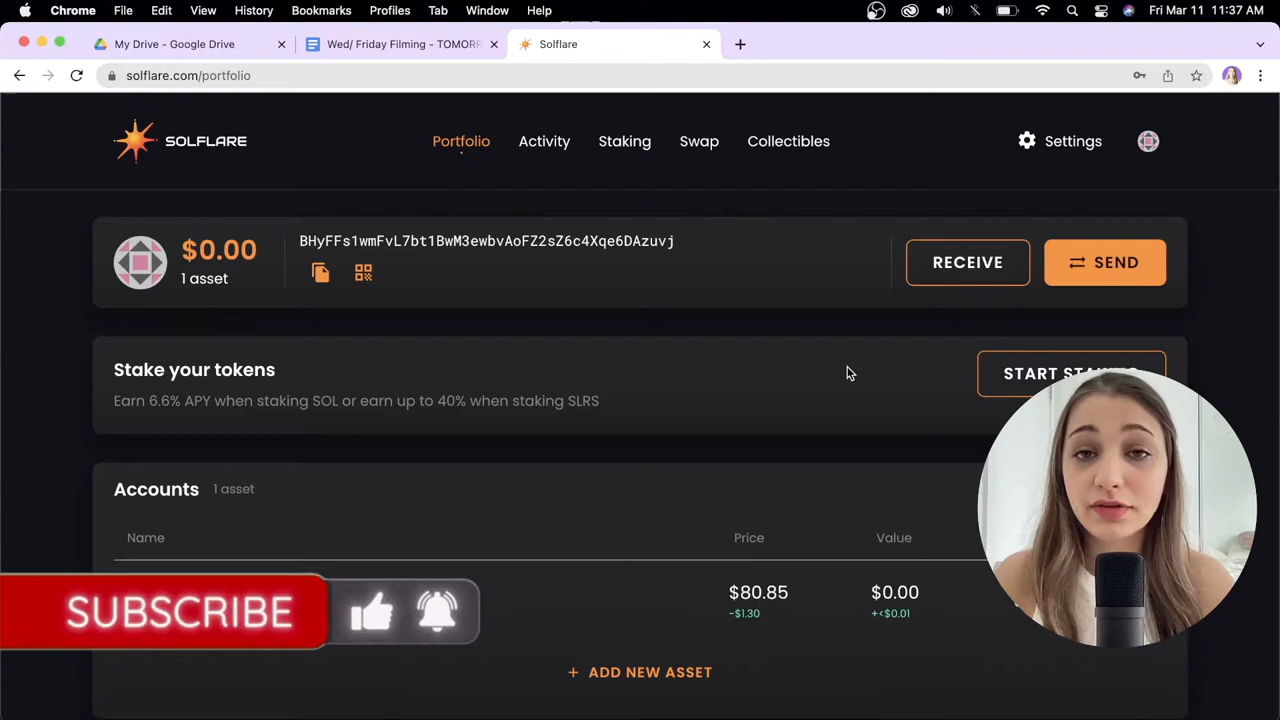 Chrome File Edit View History Bookmarks Profiles Tab Window Help Fri Mar 11 11:37 AM
My Drive - Google Drive Wed/ Friday Filming - TOMORR Solflare
solflare.com/portfolio
SOLFLARE Portfolio Activity Staking Swap Collectibles Settings
$0.00 BHyFFs1wmFvL7bt1BwM3ewbvAoFZ2sZ6c4Xqe6DAzuvj RECEIVE SEND
1 asset
Stake your tokens START
Earn 6.6% APY when staking SOL or earn up to 40% when staking SLRS
Accounts 1 asset
Name Price Value
$80.85 $0.00
-$1.30 +<$0.01
SUBSCRIBE
+ ADD NEW ASSET